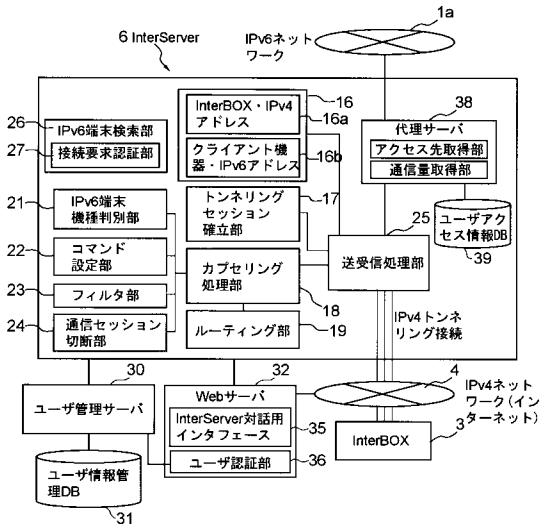 1a
IPv6ネット
ワーク
6 InterServer
InterBOX・IPv4
アドレス
16
16a
クライアント機
器・IPv6アドレス
16b
26
IPv6端末検索部
27
接続要求認証部
38
代理サーバ
アクセス先取得部
通信量取得部
21
IPv6端末
機種判別部
トンネリング
セッション
確立部
17
25
送受信処理部
ユーザアク
セス情報DB
39
22
コマンド
設定部
23
フィルタ部
カプセリング
処理部
18
24
通信セッション
切断部
ルーティング部
19
IPv4トンネ
リング接続
30
ユーザ管理サーバ
32
Webサーバ
InterServer対話用
インタフェース
35
ユーザ認証部
36
4
IPv4ネット
ワーク(イン
ターネット)
InterBOX
3
ユーザ情報管
理DB
31